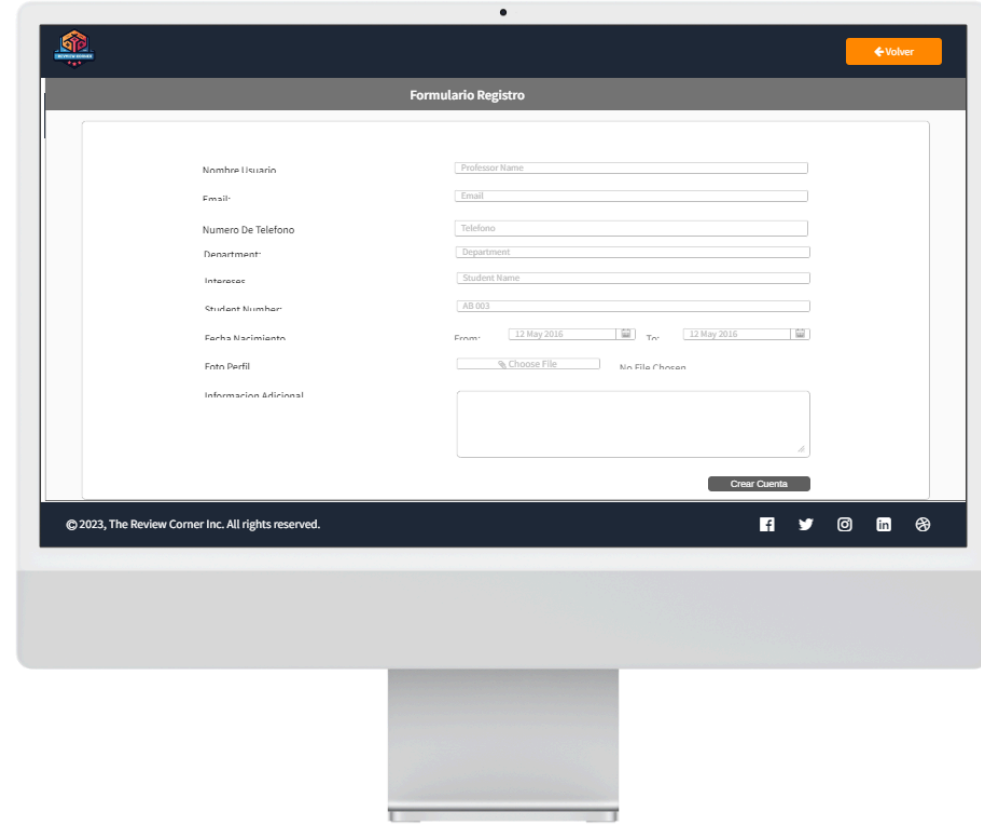 REVIEW CORNER
Volver
Formulario Registro
Nombre Usuario Professor Name
Email: Email
Numero De Telefono Telefono
Department: Department
Intereses Student Name
Student Number: AB 003
Fecha Nacimiento From: 12 May 2016 To: 12 May 2016
Foto Perfil Choose File No File Chosen
Informacion Adicional
Crear Cuenta
© 2023, The Review Corner Inc. All rights reserved.